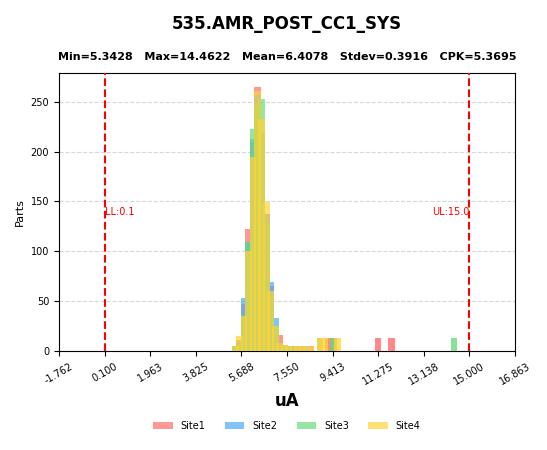 535.AMR_POST_CC1_SYS
Min=5.3428 Max=14.4622 Mean=6.4078 Stdev=0.3916 CPK=5.3695
Parts
250
200
150
100
50
0
LL:0.1
UL:15.0
-1.762 0.100 1.963 3.825 5.688 7.550 9.413 11.275 13.138 15.000 16.863
uA
Site1 Site2 Site3 Site4